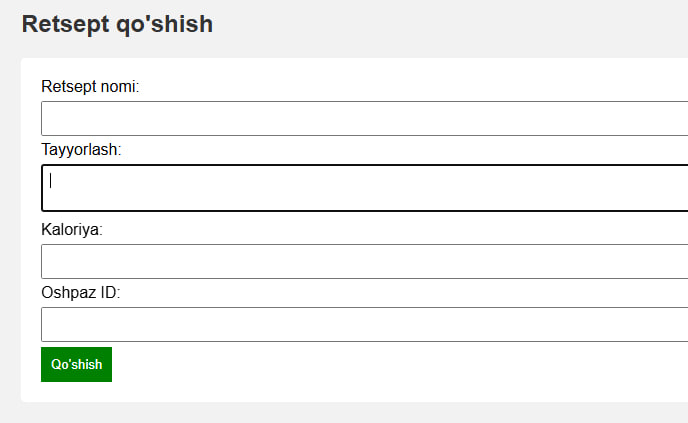 Retsept qo'shish
Retsept nomi:
Tayyorlash:
Kaloriya:
Oshpaz ID:
Qo'shish